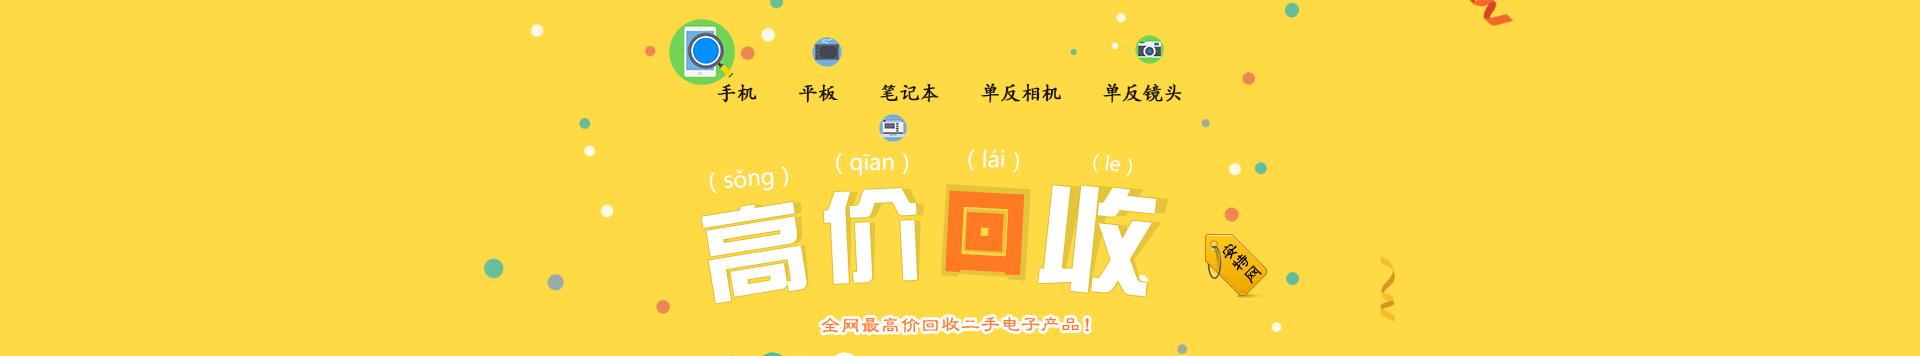 手机 平板 笔记本 单反相机 单反镜头
(sǒng) (qīan) (lái) (le)
高价回收
安特网
全网最高价回收二手电子产品!